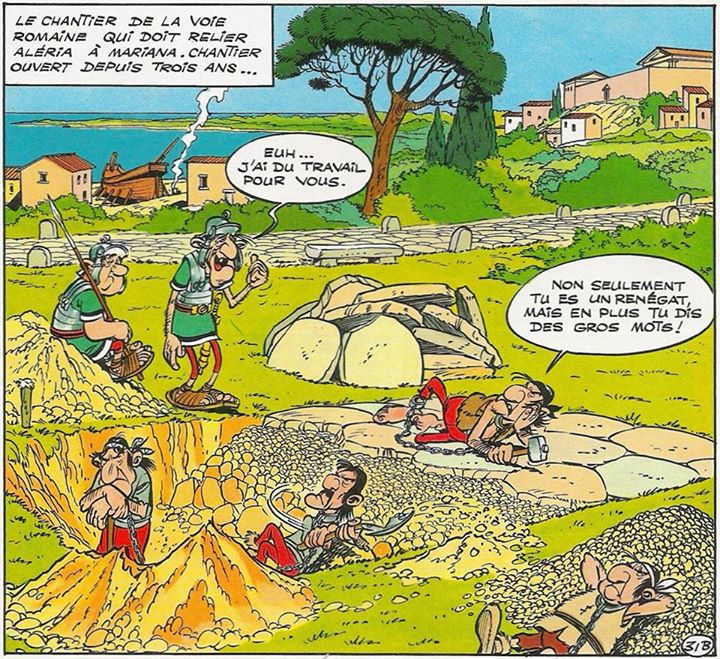 LE CHANTIER DE LA VOIE
ROMAINE QUI DOIT RELIER
ALÉRIA À MARIANA. CHANTIER
OUVERT DEPUIS TROIS ANS...
EUH...
J'AI DU TRAVAIL
POUR VOUS.
NON SEULEMENT
TU ES UN RENÉGAT,
MAIS EN PLUS TU DIS
DES GROS MOTS!
31B